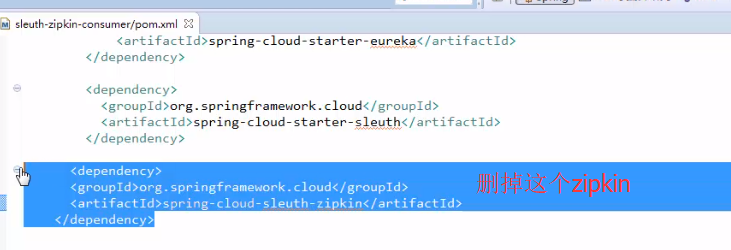 Spring
sleuth-zipkin-consumer/pom.xml
<artifactId>spring-cloud-starter-eureka</artifactId>
</dependency>
<dependency>
<groupId>org.springframework.cloud</groupId>
<artifactId>spring-cloud-starter-sleuth</artifactId>
</dependency>
<dependency>
<groupId>org.springframework.cloud</groupId>
删掉这个zipkin
<artifactId>spring-cloud-sleuth-zipkin</artifactId>
</dependency>